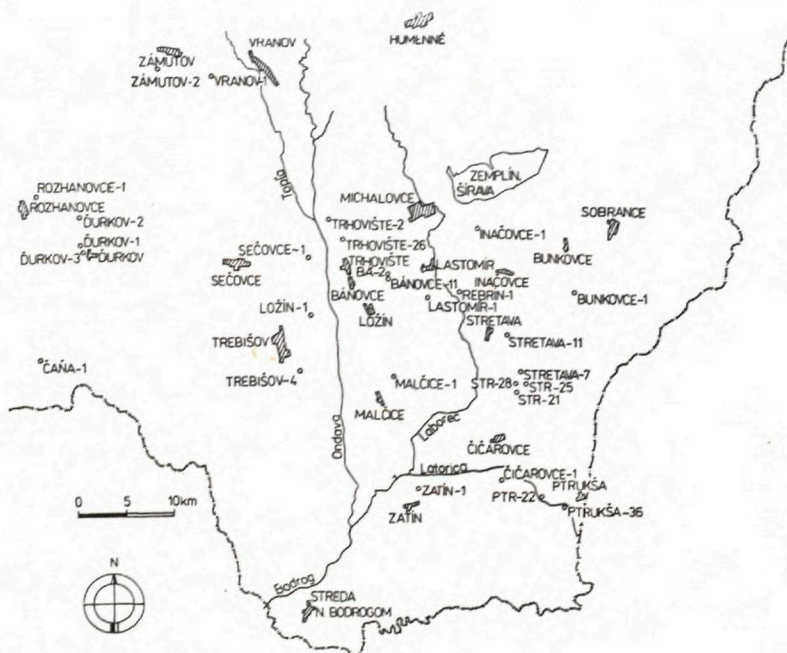 HUMENNÉ
VRANOV
ZÁMUTOV
ZÁMUTOV-2
VRANOV-1
Topľa
ZEMPLÍN.
ŠÍRAVA
ROZHANOVCE-1
ROZHANOVCE
ĎURKOV-2
MICHALOVCE
SOBRANCE
TRHOVIŠTE-2
INAČOVCE-1
ĎURKOV-1
ĎURKOV-3
ĎURKOV
SEČOVCE-1
TRHOVIŠTE-26
TRHOVIŠTE
BUNKOVCE
SEČOVCE
BÁ-2
LASTOMÍR
INAČOVCE
BÁNOVCE-11
BÁNOVCE
REBRÍN-1
BUNKOVCE-1
LASTOMÍR-1
LOŽÍN-1
LOŽÍN
STRETAVA
TREBIŠOV
STRETAVA-11
ČAŇA-1
TREBIŠOV-4
MALČICE-1
STRETAVA-7
STR-28
STR-25
STR-21
MALČICE
Laborec
Ondava
ČIČAROVCE
Latorica
ČIČAROVCE-1
PTRUKŠA
ZATÍN-1
PTR-22
PTRUKŠA-36
ZATÍN
0 5 10km
N
Bodrog
STREDA
N. BODROGOM